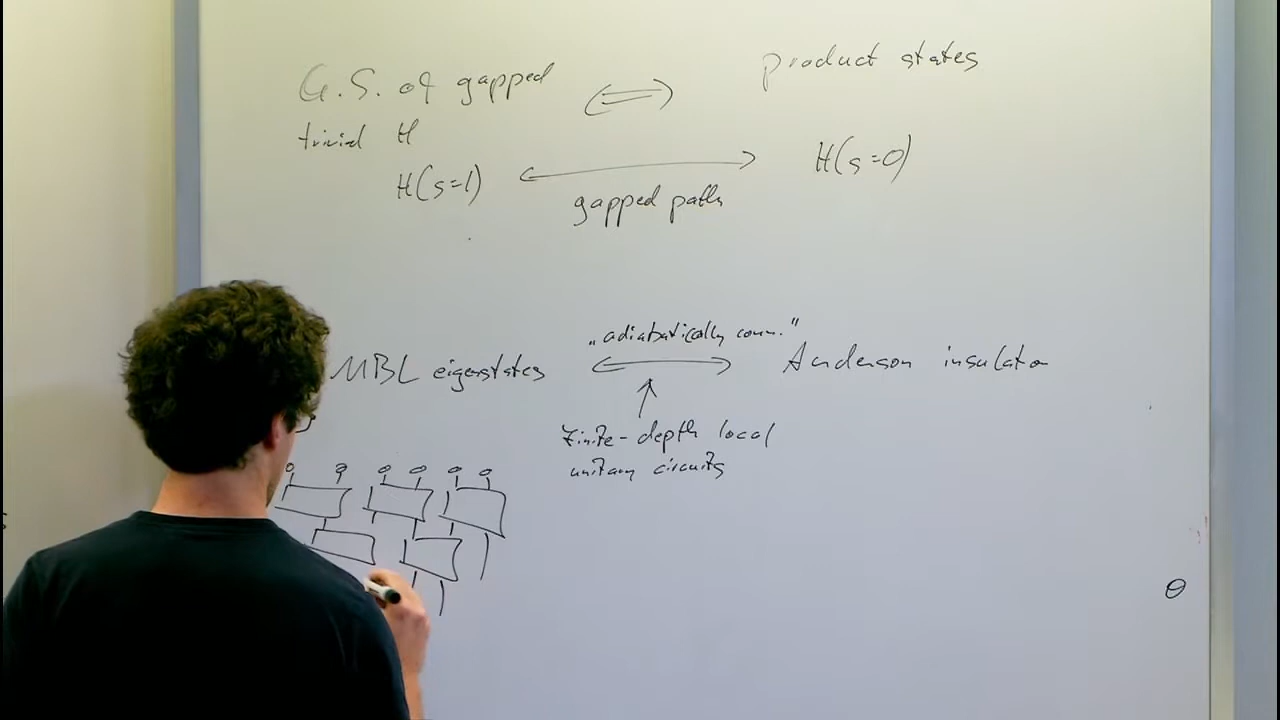 G.S. of gapped ⟺ product states
trivial H
H(s=1) ⟷ H(s=0)
gapped path
„adiabatically conn."
MBL eigenstates ⟷ Anderson insulator
↑
Finite-depth local
unitary circuits
θ